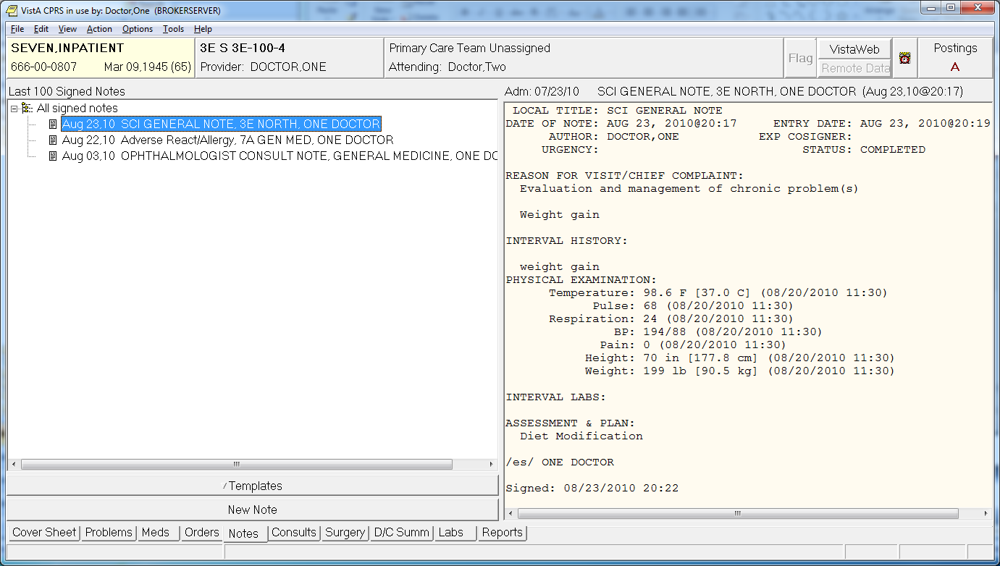 VistA CPRS in use by: Doctor,One (BROKERSERVER)
File Edit View Action Options Tools Help
SEVEN,INPATIENT
666-00-0807 Mar 09,1945 (65)
3E S 3E-100-4
Provider: DOCTOR,ONE
Primary Care Team Unassigned
Attending: Doctor,Two
Flag
VistaWeb
Remote Data
Postings
A
Last 100 Signed Notes
All signed notes
Aug 23,10 SCI GENERAL NOTE, 3E NORTH, ONE DOCTOR
Aug 22,10 Adverse React/Allergy, 7A GEN MED, ONE DOCTOR
Aug 03,10 OPHTHALMOLOGIST CONSULT NOTE, GENERAL MEDICINE, ONE DO
/ Templates
New Note
Adm: 07/23/10 SCI GENERAL NOTE, 3E NORTH, ONE DOCTOR (Aug 23,10@20:17)
LOCAL TITLE: SCI GENERAL NOTE
DATE OF NOTE: AUG 23, 2010@20:17 ENTRY DATE: AUG 23, 2010@20:19
AUTHOR: DOCTOR,ONE EXP COSIGNER:
URGENCY: STATUS: COMPLETED
REASON FOR VISIT/CHIEF COMPLAINT:
Evaluation and management of chronic problem(s)
Weight gain
INTERVAL HISTORY:
weight gain
PHYSICAL EXAMINATION:
Temperature: 98.6 F [37.0 C] (08/20/2010 11:30)
Pulse: 68 (08/20/2010 11:30)
Respiration: 24 (08/20/2010 11:30)
BP: 194/88 (08/20/2010 11:30)
Pain: 0 (08/20/2010 11:30)
Height: 70 in [177.8 cm] (08/20/2010 11:30)
Weight: 199 lb [90.5 kg] (08/20/2010 11:30)
INTERVAL LABS:
ASSESSMENT & PLAN:
Diet Modification
/es/ ONE DOCTOR
Signed: 08/23/2010 20:22
Cover Sheet Problems Meds Orders Notes Consults Surgery D/C Summ Labs Reports